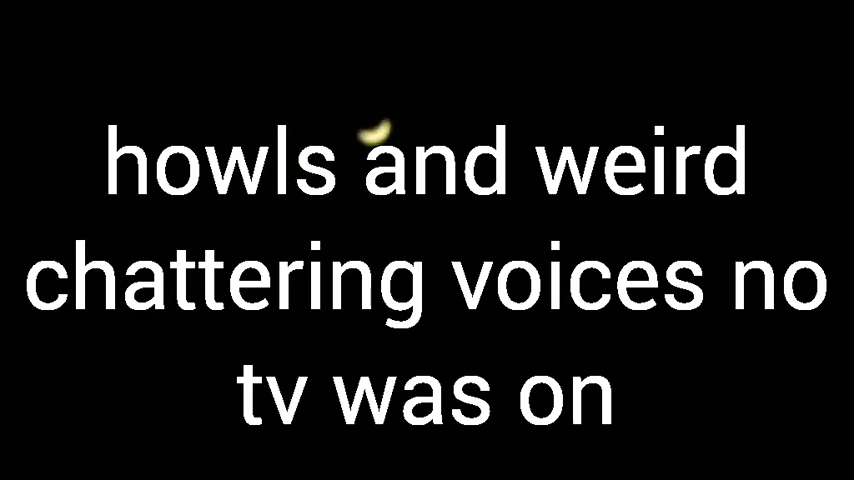 howls and weird
chattering voices no
tv was on